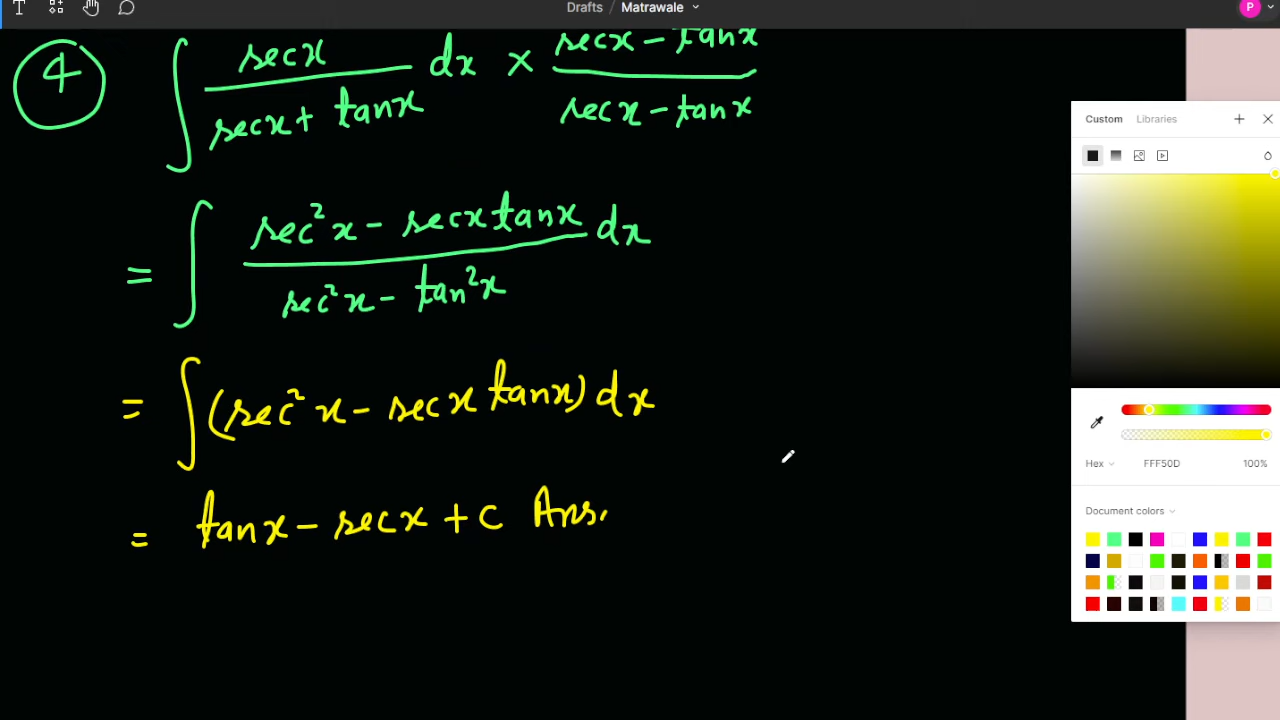 Drafts / Matrawale
P
④ ∫ secx / (secx + tanx) dx × (secx - tanx) / (secx - tanx)
= ∫ (sec²x - secx tanx) / (sec²x - tan²x) dx
= ∫ (sec²x - secx tanx) dx
= tanx - secx + c Ans.
Custom Libraries
Hex FFF50D 100%
Document colors